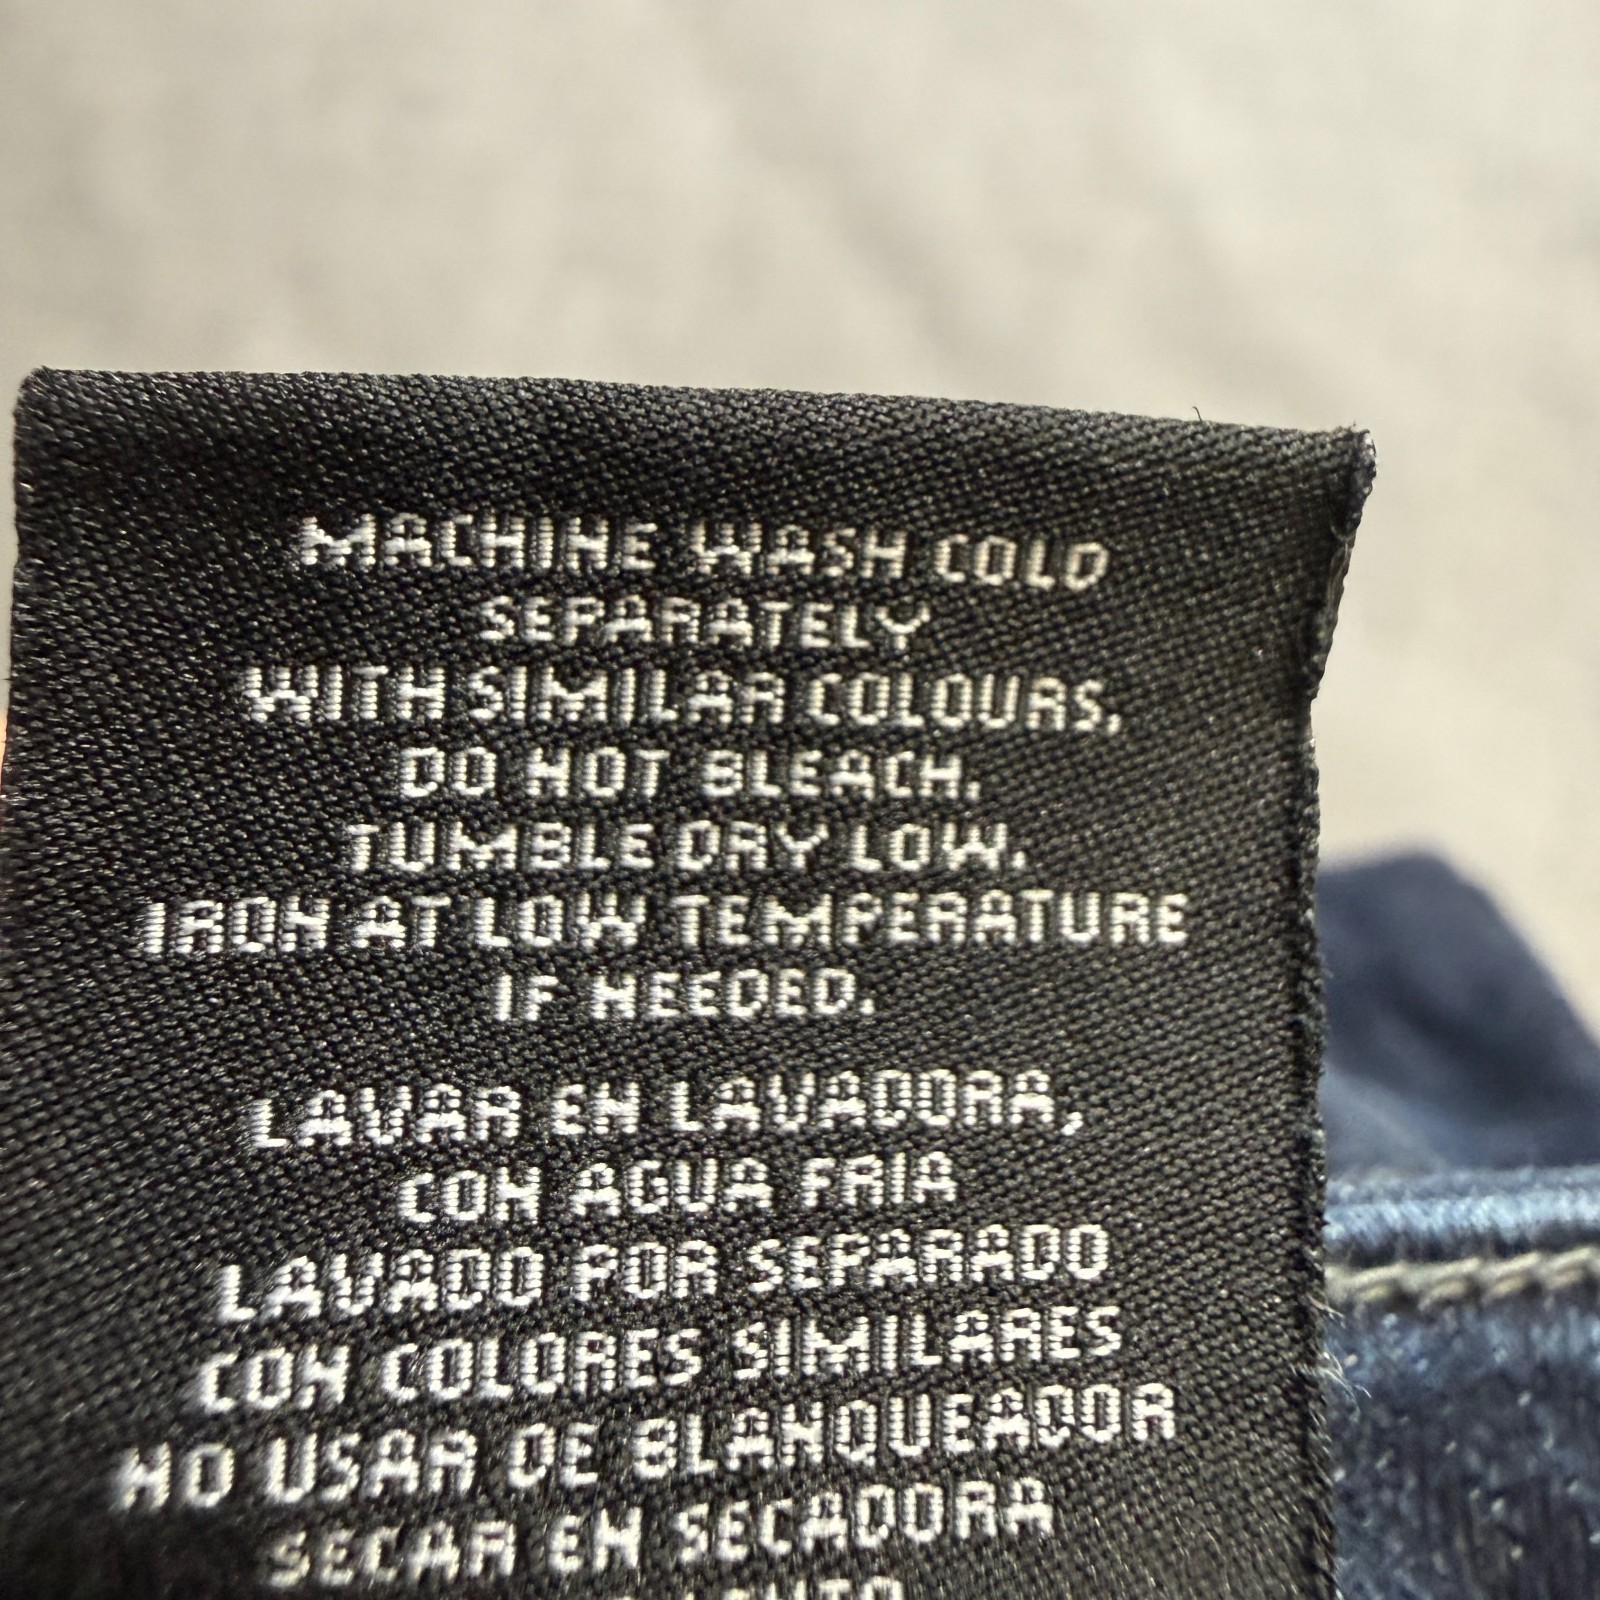 MACHINE WASH COLD
SEPARATELY
WITH SIMILAR COLOURS,
DO NOT BLEACH.
TUMBLE DRY LOW.
IRON AT LOW TEMPERATURE
IF NEEDED.
LAVAR EN LAVADORA,
CON AGUA FRIA
LAVADO POR SEPARADO
CON COLORES SIMILARES
NO USAR DE BLANQUEADOR
SECAR EN SECADORA